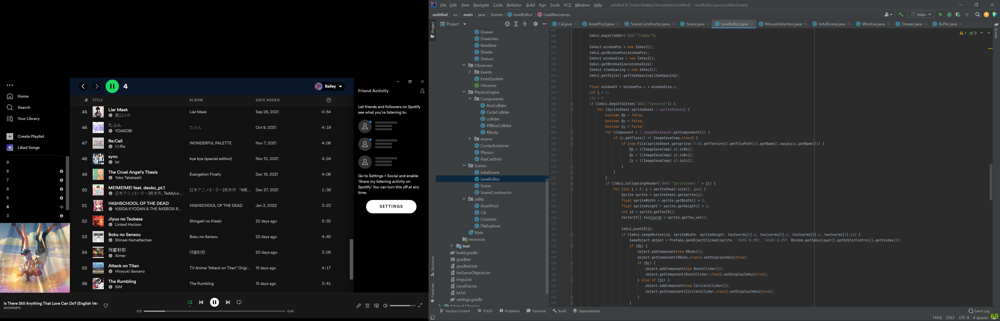 Home
Search
Your Library
Create Playlist
Liked Songs
9
8
7
6
5
4
3
4
Bailey
# TITLE ALBUM DATE ADDED
45 Liar Mask Liar Mask Sep 26, 2021 4:54
真山りか
46 たぶん たぶん Oct 9, 2021 4:19
YOASOBI
47 Re:Call WONDERFUL PALETTE Nov 7, 2021 4:06
i☆Ris
48 sync bye bye (special edition) Nov 10, 2021 4:24
lol
49 The Cruel Angel's Thesis Evangelion Finally Dec 16, 2021 4:06
Yoko Takahashi
50 ME!ME!ME! feat. daoko_pt.1 日本アニメ(ーター)見本市 「ME... Dec 27, 2021 1:36
日本アニメ(ーター)見本市, TeddyLo...
51 HIGHSCHOOL OF THE DEAD HIGHSCHOOL OF THE DEAD Jan 3, 2022 3:23
KISIDA KYODAN & THE AKEBOSI R...
52 Jiyuu no Tsubasa Shingeki no Kiseki 22 days ago 5:32
Linked Horizon
53 Boku no Sensou Boku no Sensou 22 days ago 4:40
Shinsei Kamattechan
54 残響散歌 残響散歌 20 days ago 3:05
Aimer
55 Attack on Titan TV Anime "Attack on Titan" Origi... 15 days ago 4:17
Hiroyuki Sawano
56 The Rumbling The Rumbling 15 days ago 3:41
SiM
Friend Activity
Let friends and followers on Spotify
see what you're listening to.
Go to Settings > Social and enable
'Share my listening activity on
Spotify.' You can turn this off at any
time.
SETTINGS
Is There Still Anything That Love Can Do? (English Ver
RADWIMPS
1:01 6:45
File Edit View Navigate Code Refactor Build Run Tools VCS Window Help untitled [C:\Users\Bailey\Documents\untitled] - LevelEditor.java [untitled.main]
untitled src main java Scenes LevelEditor LoadResources
Main
Project
Cal.java AssetPool.java SceneConstructor.java Scene.java LevelEditor.java MouseDetection.java InitalScene.java Window.java Drawer.java Buffer.java
Project
Structure
Favorites
Gradle
Drawer
DrawLines
Renderer
Shader
Texture
Observers
Events
EventSystem
Observer
PhysicsEngine
Components
BoxCollider
CircleCollider
collider
PillBoxCollider
RBody
enums
ContactListerner
Physics
RayCastInfo
Scenes
InitalScene
LevelEditor
Scene
SceneConstructor
utility
AssetPool
Cal
Constant
FileExplorer
Main
resources
test
build.gradle
gradlew
gradlew.bat
ImGameObjects.txt
imgui.ini
LevelDat.txt
lvl.txt
settings.gradle
External Libraries
1 9
187
188 ImGui.beginTabBar( strid: "TabBar");
189
190 ImVec2 windowPos = new ImVec2();
191 ImGui.getWindowPos(windowPos);
192 ImVec2 windowSize = new ImVec2();
193 ImGui.getWindowSize(windowSize);
194 ImVec2 itemSpacing = new ImVec2();
195 ImGui.getStyle().getItemSpacing(itemSpacing);
196
197 float windowX2 = windowPos.x + windowSize.x;
198 int j = 1;
199 //e = 5
200 if (ImGui.beginTabItem( label: "Textures")) {
201 for (SpriteSheet spriteSheet : spriteSheets) {
202 boolean Rb = false;
203 boolean Bc = false;
204 boolean Cc = false;
205 for (Component c : imageMetaSaver.getComponents()) {
206 if (c.getClass() == ImageSaveComp.class) {
207 if (new File(spriteSheet.getsprite( i: 0).getTexture().getFilePath()).getName().equals(c.getName())) {
208 Rb = ((ImageSaveComp) c).isRb();
209 Bc = ((ImageSaveComp) c).isBc();
210 Cc = ((ImageSaveComp) c).isCc();
211 }
212 }
213 }
214 if (ImGui.collapsingHeader( label: "SpriteSheet " + j)) {
215 for (int i = 0; i < spriteSheet.size(); i++) {
216 Sprite sprite = spriteSheet.getsprite(i);
217 float spriteWidth = sprite.getWidth() * 2;
218 float spriteHeight = sprite.getHeight() * 2;
219 int id = sprite.getTexID();
220 Vector2f[] texCoords = sprite.getTex_ver();
221
222 ImGui.pushID(i);
223 if (ImGui.imageButton(id, spriteWidth, spriteHeight, texCoords[2].x, texCoords[0].y, texCoords[0].x, texCoords[2].y)) {
224 GameObject object = Prefabs.genObjectClicked(sprite, Width: 0.25f, Height: 0.25f, Window.getImGuilayer().getEditorControl().getVindex());
225 if (Rb) {
226 object.addComponent(new RBody());
227 object.getComponent(RBody.class).setDisplayImGui(true);
228 if (Bc) {
229 object.addComponent(new BoxCollider());
230 object.getComponent(BoxCollider.class).setDisplayImGui(true);
231 } else if (Cc) {
232 object.addComponent(new CircleCollider());
233 object.getComponent(CircleCollider.class).setDisplayImGui(true);
234 }
235 }
Version Control TODO Problems Terminal Build Dependencies Event Log
144:6 CRLF UTF-8 4 spaces 69